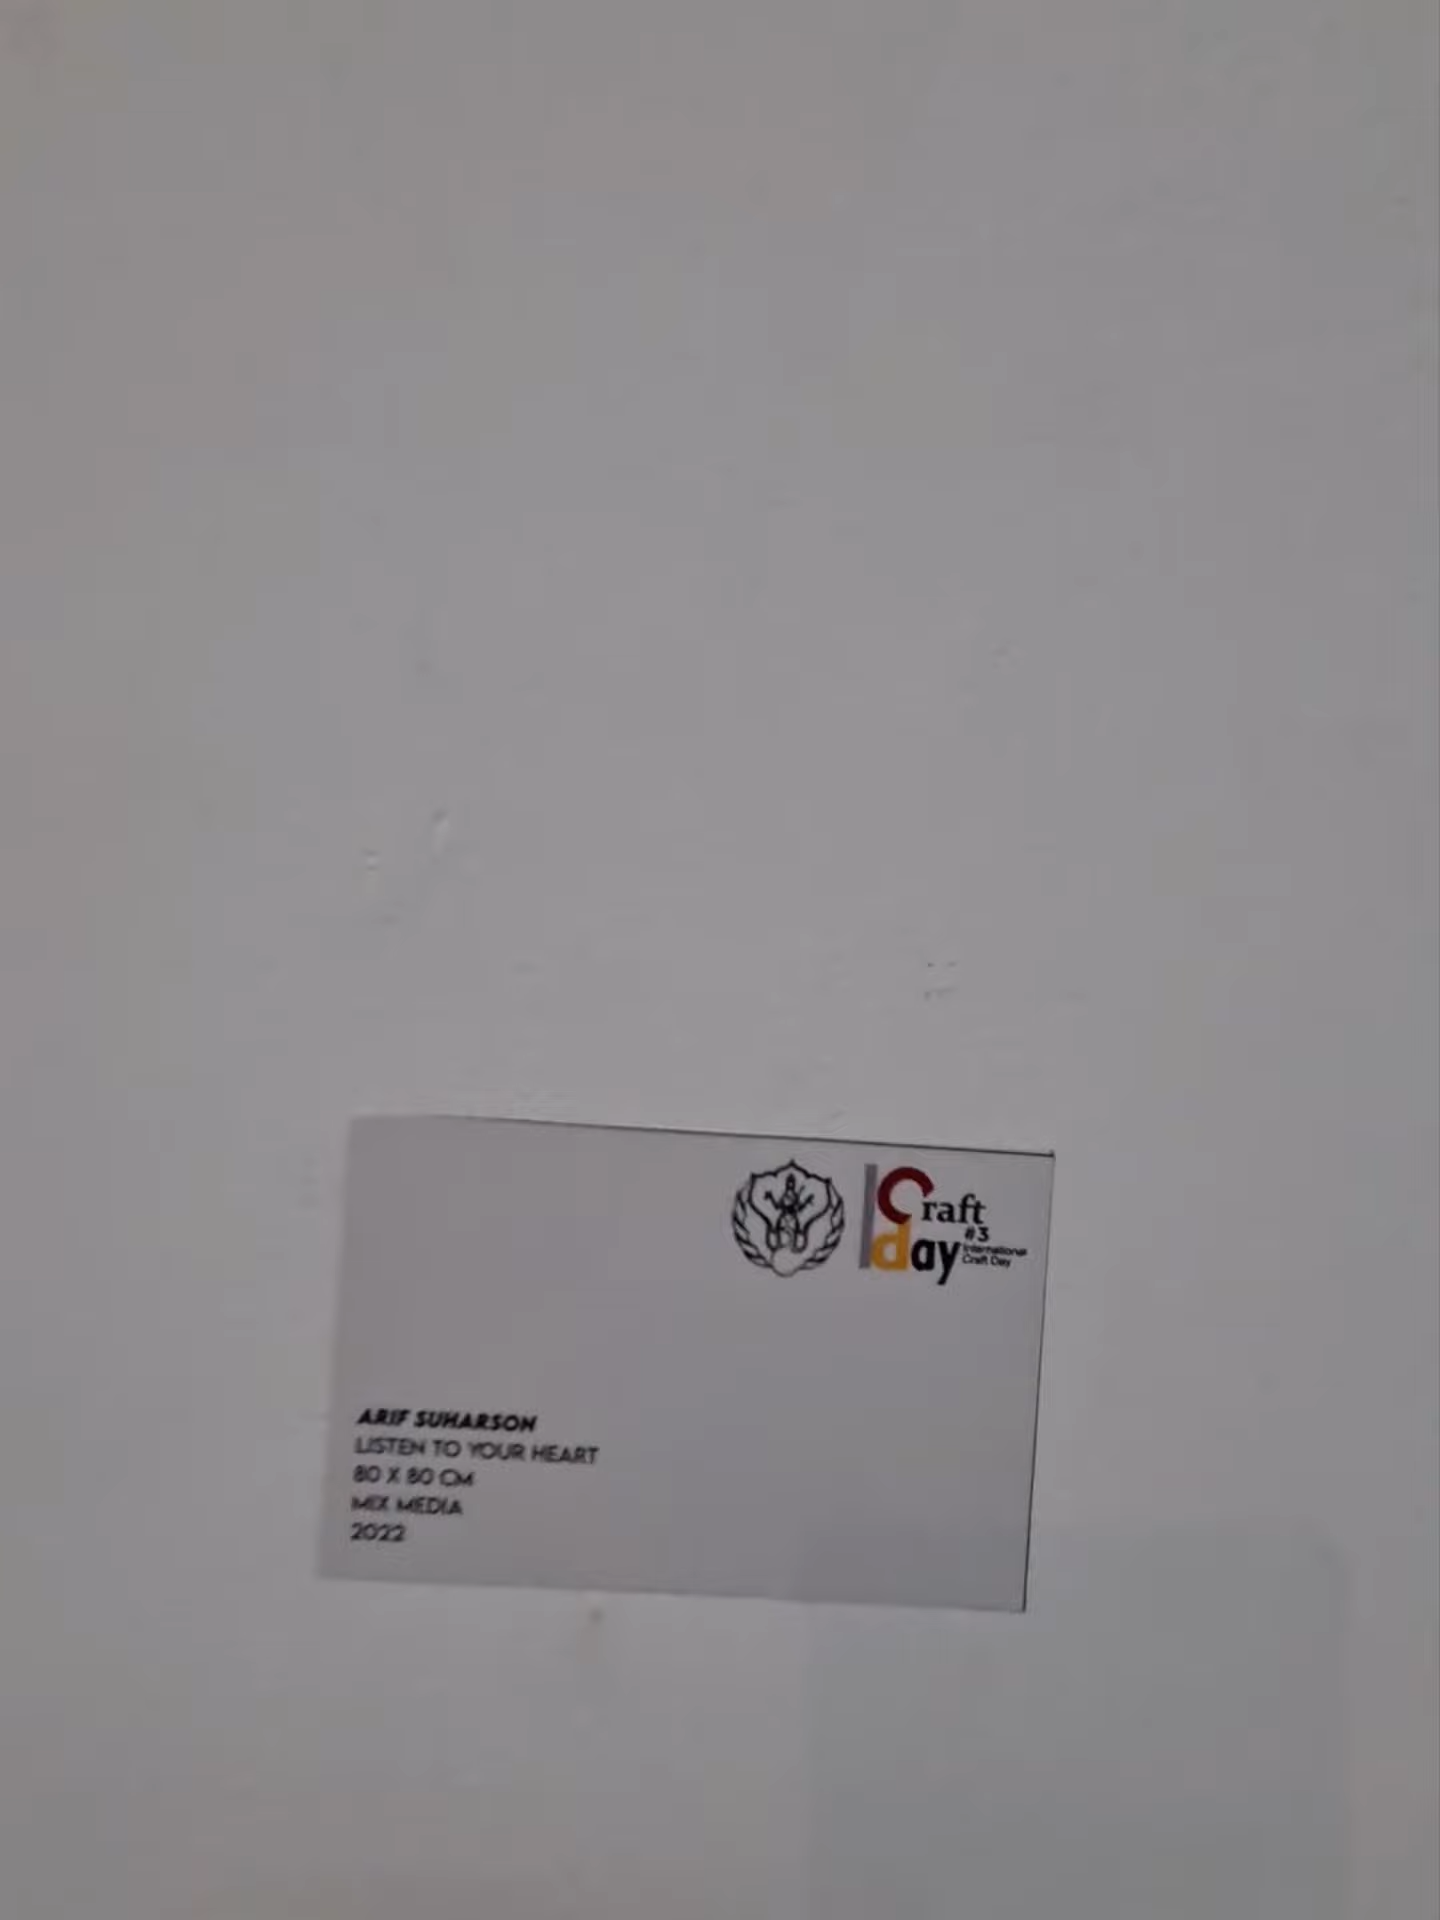 Craft
#3
day International
Craft Day
ARIF SUHARSON
LISTEN TO YOUR HEART
80 X 80 CM
MIX MEDIA
2022